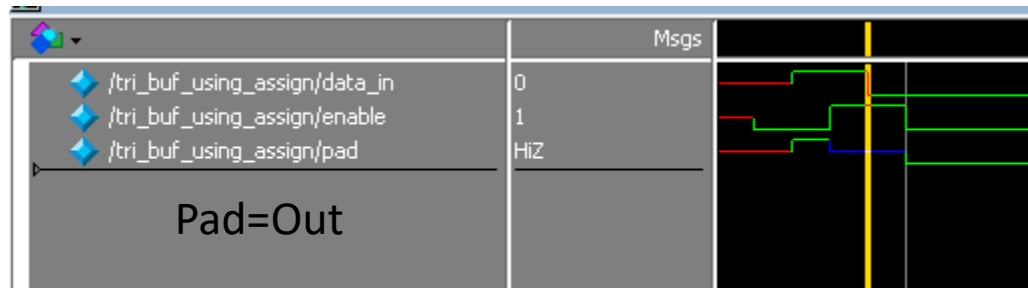 Msgs
/tri_buf_using_assign/data_in 0
/tri_buf_using_assign/enable 1
/tri_buf_using_assign/pad HiZ
Pad=Out